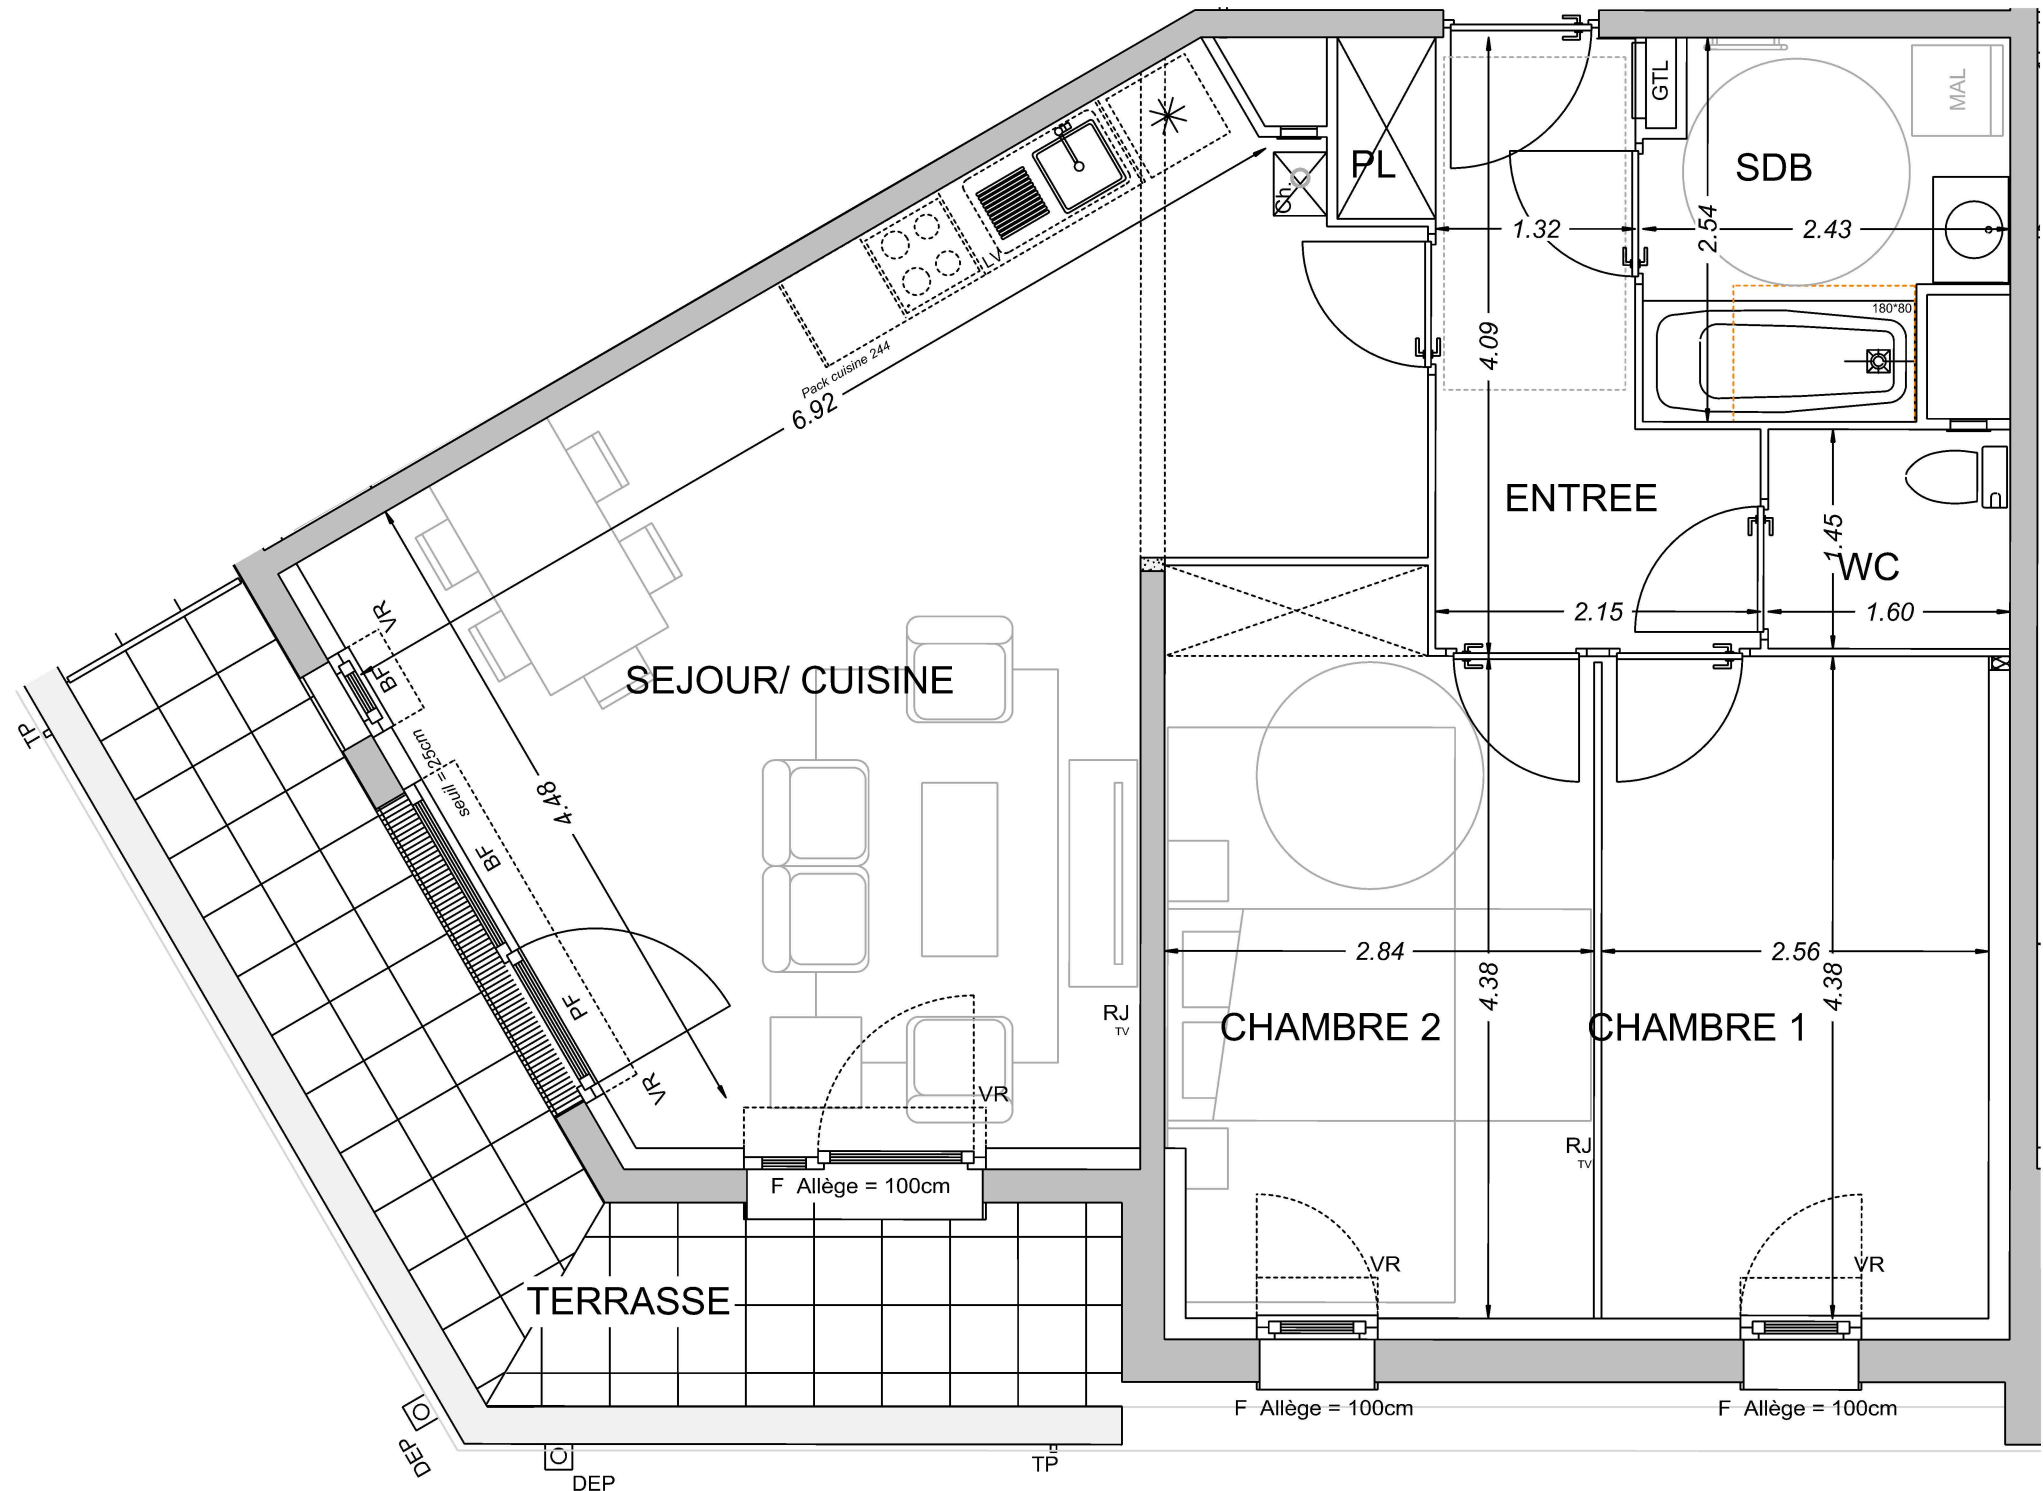 GTL
MAL
PL
SDB
Ch.
1.32
2.54
2.43
LV
180*80
4.09
Pack cuisine 244
6.92
ENTREE
1.45
WC
VR
2.15
1.60
BF
SEJOUR/ CUISINE
TP
seuil =25cm
4.48
BF
2.84
2.56
4.38
4.38
PF
RJ
TV
CHAMBRE 2
CHAMBRE 1
VR
VR
RJ
TV
F Allège = 100cm
VR
VR
TERRASSE
F Allège = 100cm
F Allège = 100cm
DEP
TP
DEP